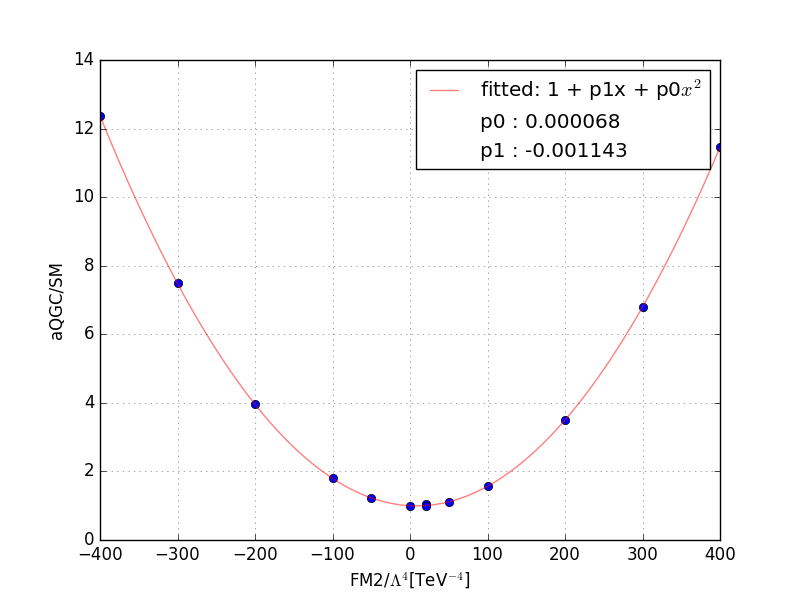 14
12
10
8
6
4
2
0
aQGC/SM
fitted: 1 + p1x + p0x²
p0 : 0.000068
p1 : -0.001143
−400 −300 −200 −100 0 100 200 300 400
FM2/Λ⁴[TeV⁻⁴]